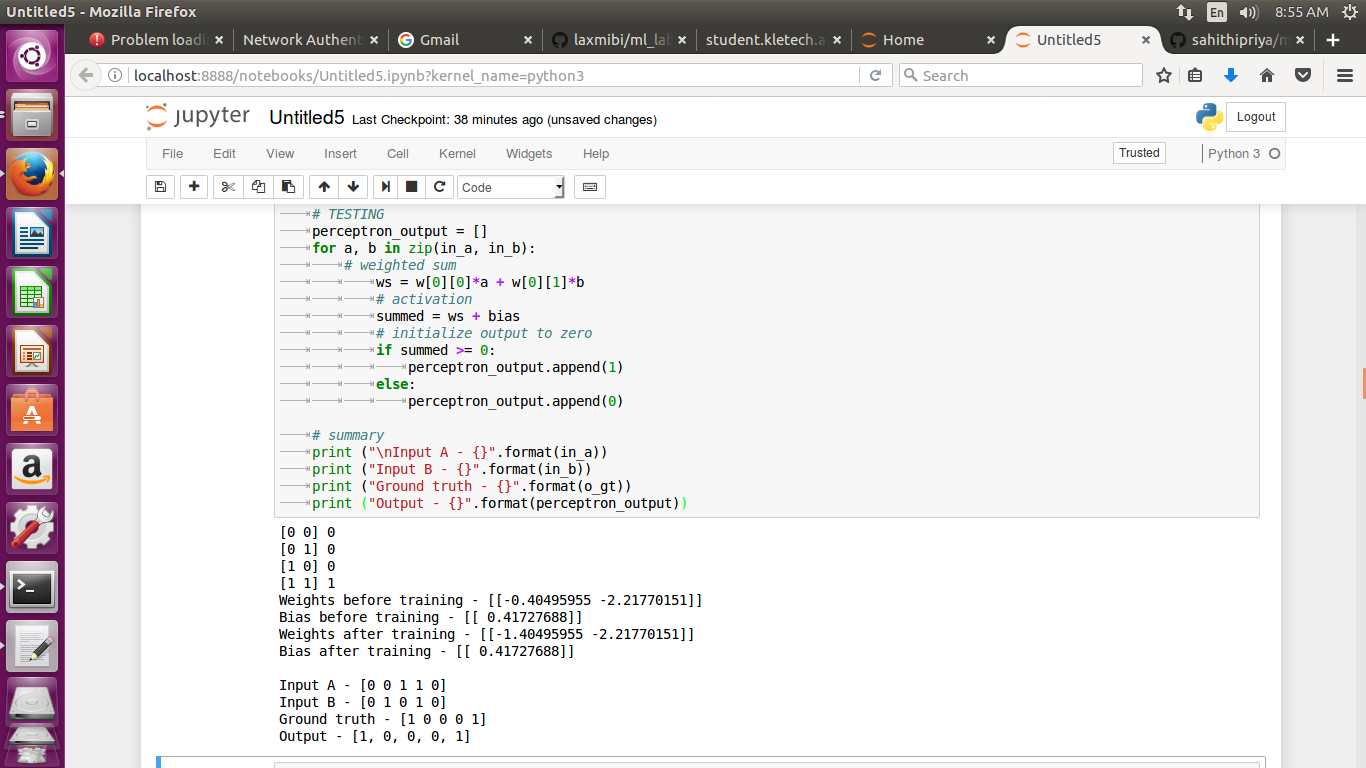 Untitled5 - Mozilla Firefox
En
8:55 AM
Problem loadi
Network Authent
Gmail
laxmibi/ml_lab
student.kletech.a
Home
Untitled5
sahithipriya/m
localhost:8888/notebooks/Untitled5.ipynb?kernel_name=python3
Search
jupyter Untitled5 Last Checkpoint: 38 minutes ago (unsaved changes)
Logout
File Edit View Insert Cell Kernel Widgets Help
Trusted
Python 3
Code
# TESTING
perceptron_output = []
for a, b in zip(in_a, in_b):
# weighted sum
ws = w[0][0]*a + w[0][1]*b
# activation
summed = ws + bias
# initialize output to zero
if summed >= 0:
perceptron_output.append(1)
else:
perceptron_output.append(0)
# summary
print ("\nInput A - {}".format(in_a))
print ("Input B - {}".format(in_b))
print ("Ground truth - {}".format(o_gt))
print ("Output - {}".format(perceptron_output))
[0 0] 0
[0 1] 0
[1 0] 0
[1 1] 1
Weights before training - [[-0.40495955 -2.21770151]]
Bias before training - [[ 0.41727688]]
Weights after training - [[-1.40495955 -2.21770151]]
Bias after training - [[ 0.41727688]]
Input A - [0 0 1 1 0]
Input B - [0 1 0 1 0]
Ground truth - [1 0 0 0 1]
Output - [1, 0, 0, 0, 1]